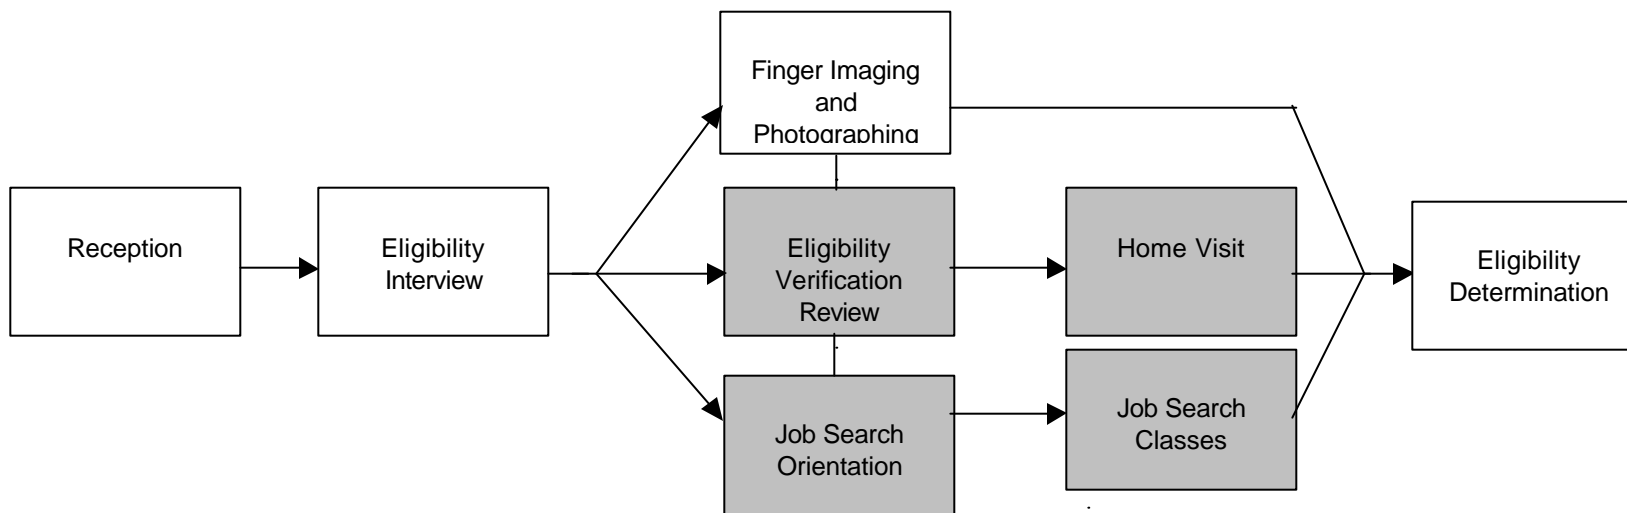 Finger Imaging
and
Photographing
Reception
Eligibility
Interview
Eligibility
Verification
Review
Home Visit
Eligibility
Determination
Job Search
Orientation
Job Search
Classes